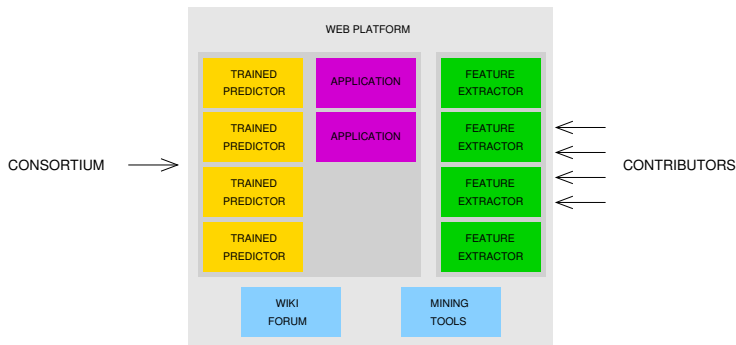 WEB PLATFORM
TRAINED
PREDICTOR
APPLICATION
FEATURE
EXTRACTOR
TRAINED
PREDICTOR
APPLICATION
FEATURE
EXTRACTOR
CONSORTIUM
CONTRIBUTORS
TRAINED
PREDICTOR
FEATURE
EXTRACTOR
TRAINED
PREDICTOR
FEATURE
EXTRACTOR
WIKI
FORUM
MINING
TOOLS